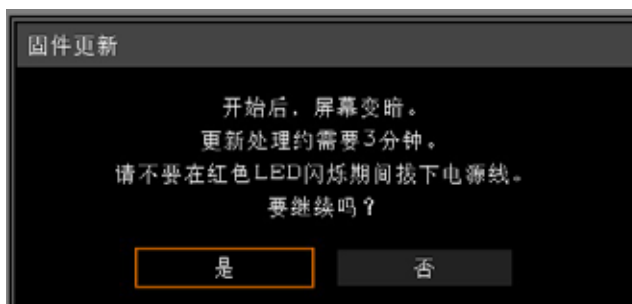 固件更新
开始后，屏幕变暗。
更新处理约需要3分钟。
请不要在红色LED闪烁期间拔下电源线。
要继续吗？
是
否